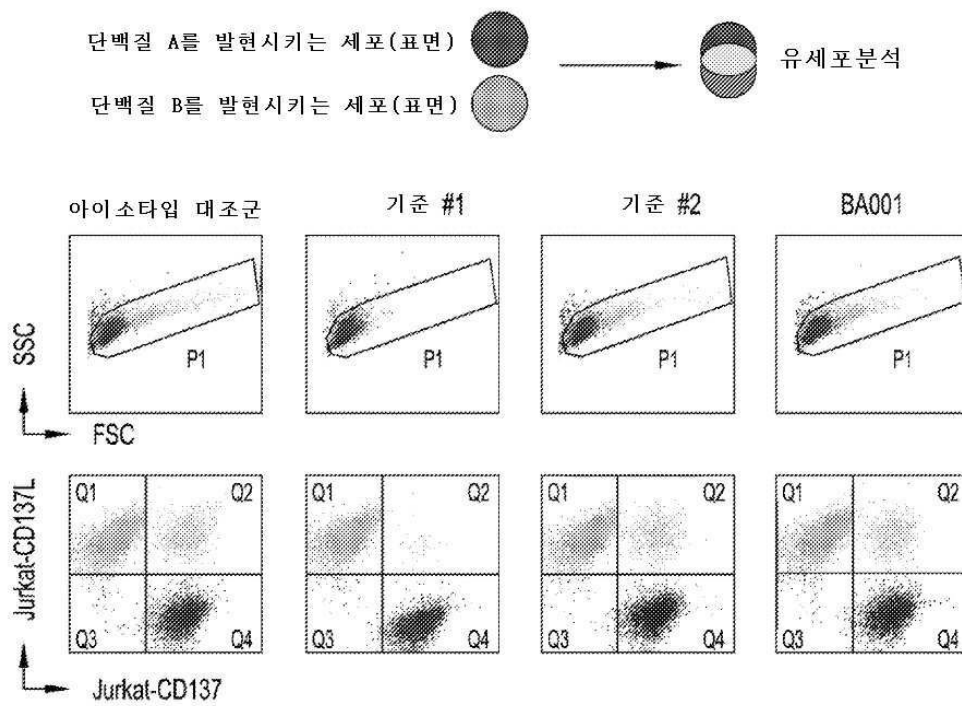 단백질 A를 발현시키는 세포(표면)
단백질 B를 발현시키는 세포(표면)
유세포분석
아이소타입 대조군
기준 #1
기준 #2
BA001
SSC
P1
P1
P1
P1
FSC
Jurkat-CD137L
Q1 Q2
Q3 Q4
Q1 Q2
Q3 Q4
Q1 Q2
Q3 Q4
Q1 Q2
Q3 Q4
Jurkat-CD137